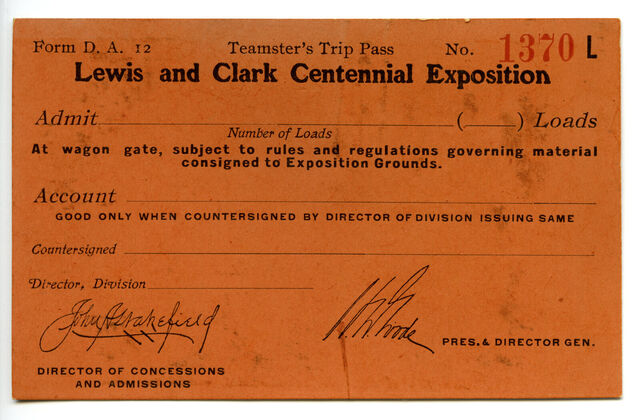 Form D. A. 12 Teamster's Trip Pass No. 1370 L
Lewis and Clark Centennial Exposition
Admit ( ) Loads
Number of Loads
At wagon gate, subject to rules and regulations governing material
consigned to Exposition Grounds.
Account
GOOD ONLY WHEN COUNTERSIGNED BY DIRECTOR OF DIVISION ISSUING SAME
Countersigned
Director, Division
John A Wakefield
H. W. Goode
PRES. & DIRECTOR GEN.
DIRECTOR OF CONCESSIONS
AND ADMISSIONS